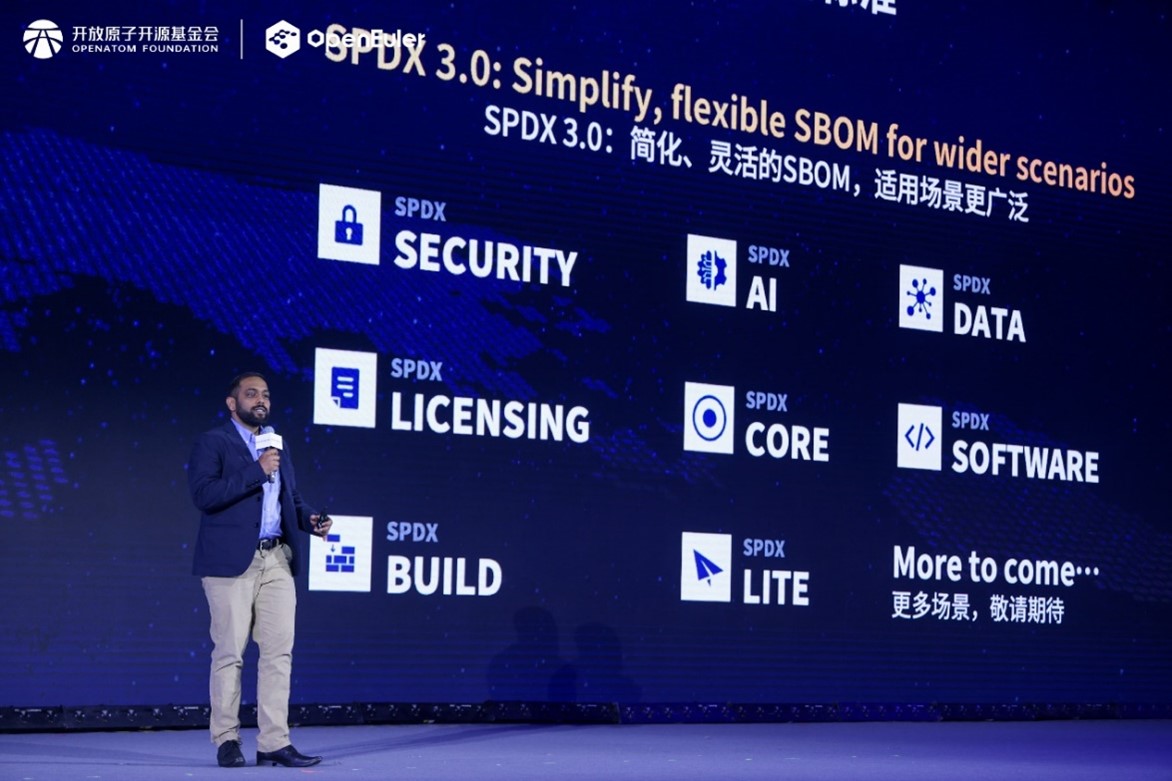 开放原子开源基金会
OPENATOM FOUNDATION
OpenEuler
SPDX 3.0: Simplify, flexible SBOM for wider scenarios
SPDX 3.0：简化、灵活的SBOM，适用场景更广泛
SPDX
SECURITY
SPDX
AI
SPDX
DATA
SPDX
LICENSING
SPDX
CORE
SPDX
SOFTWARE
SPDX
BUILD
SPDX
LITE
More to come…
更多场景，敬请期待